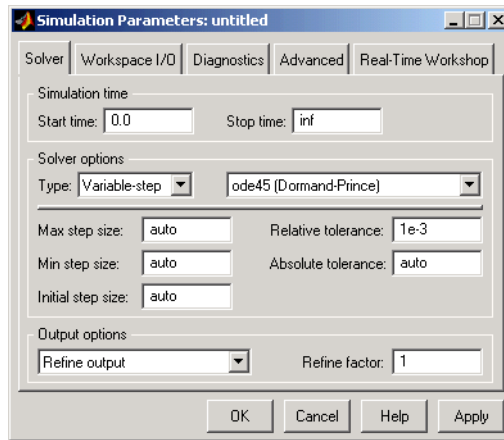 Simulation Parameters: untitled
Solver Workspace I/O Diagnostics Advanced Real-Time Workshop
Simulation time
Start time: 0.0 Stop time: inf
Solver options
Type: Variable-step ode45 (Dormand-Prince)
Max step size: auto Relative tolerance: 1e-3
Min step size: auto Absolute tolerance: auto
Initial step size: auto
Output options
Refine output Refine factor: 1
OK Cancel Help Apply